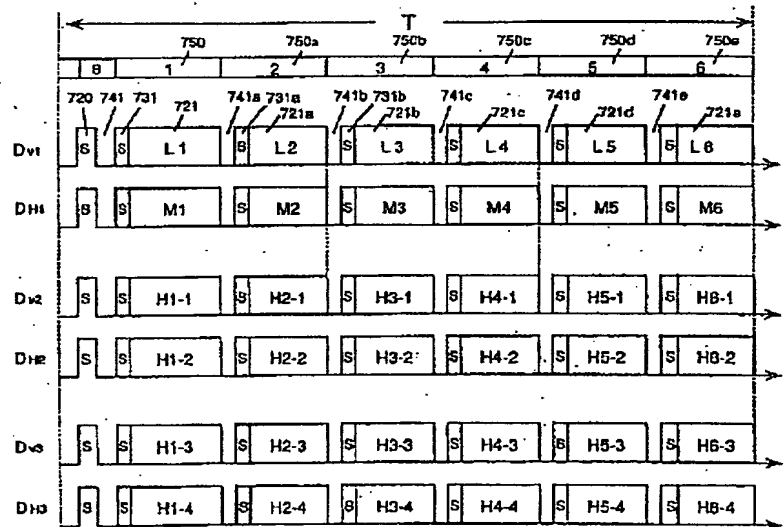 T
750 750a 750b 750c 750d 750e
S 1 2 3 4 5 6
720 741 731 721 741a 731a 721a 741b 731b 721b 741c 721c 741d 721d 741e 721e
Dv1 S S L1 S L2 S L3 S L4 S L5 S L6
DH1 S S M1 S M2 S M3 S M4 S M5 S M6
Dv2 S S H1-1 S H2-1 S H3-1 S H4-1 S H5-1 S H6-1
DH2 S S H1-2 S H2-2 S H3-2 S H4-2 S H5-2 S H6-2
Dv3 S S H1-3 S H2-3 S H3-3 S H4-3 S H5-3 S H6-3
DH3 S S H1-4 S H2-4 S H3-4 S H4-4 S H5-4 S H6-4